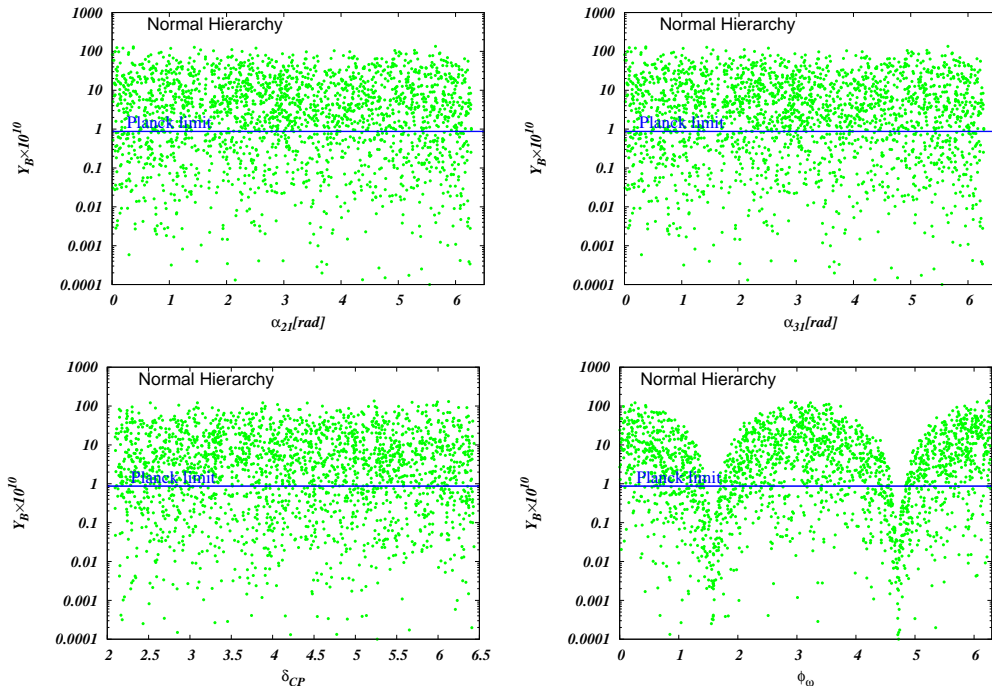 Normal Hierarchy
1000
100
10
1
0.1
0.01
0.001
0.0001
Y_B×10^10
Planck limit
0 1 2 3 4 5 6
α_21[rad]
Normal Hierarchy
1000
100
10
1
0.1
0.01
0.001
0.0001
Y_B×10^10
Planck limit
0 1 2 3 4 5 6
α_31[rad]
Normal Hierarchy
1000
100
10
1
0.1
0.01
0.001
0.0001
Y_B×10^10
Planck limit
2 2.5 3 3.5 4 4.5 5 5.5 6 6.5
δ_CP
Normal Hierarchy
1000
100
10
1
0.1
0.01
0.001
0.0001
Y_B×10^10
Planck limit
0 1 2 3 4 5 6
ϕ_ω